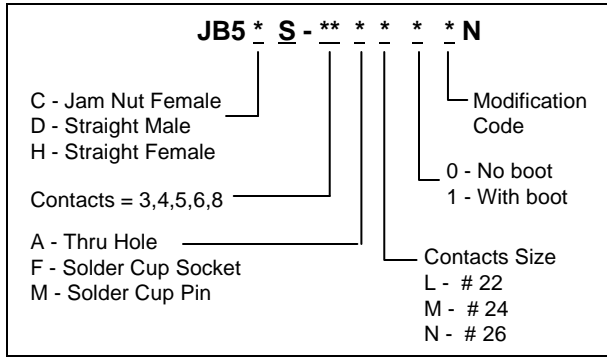 JB5 * S - ** * * * * N
C - Jam Nut Female
D - Straight Male
H - Straight Female
Contacts = 3,4,5,6,8
A - Thru Hole
F - Solder Cup Socket
M - Solder Cup Pin
Modification
Code
0 - No boot
1 - With boot
Contacts Size
L - # 22
M - # 24
N - # 26